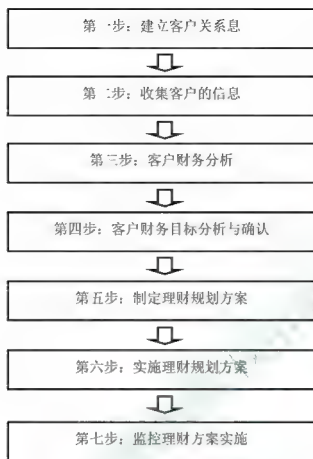 第一步：建立客户关系息
第二步：收集客户的信息
第三步：客户财务分析
第四步：客户财务目标分析与确认
第五步：制定理财规划方案
第六步：实施理财规划方案
第七步：监控理财方案实施